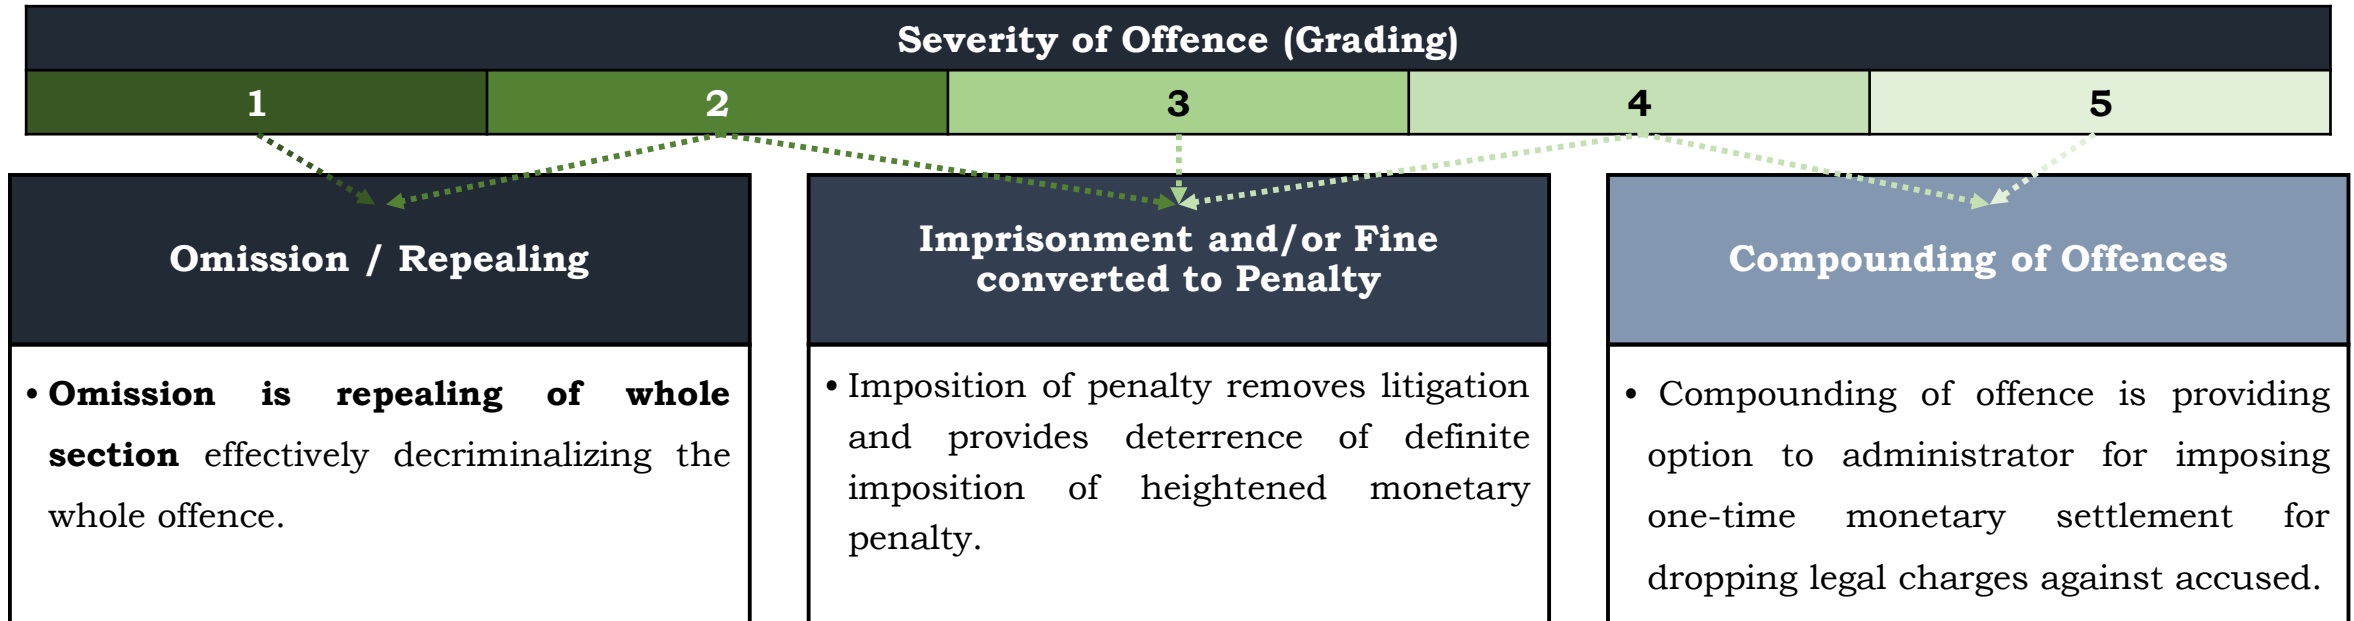 Severity of Offence (Grading)
1
2
3
4
5
Omission / Repealing
• Omission is repealing of whole
section effectively decriminalizing the
whole offence.
Imprisonment and/or Fine
converted to Penalty
• Imposition of penalty removes litigation
and provides deterrence of definite
imposition of heightened monetary
penalty.
Compounding of Offences
• Compounding of offence is providing
option to administrator for imposing
one-time monetary settlement for
dropping legal charges against accused.